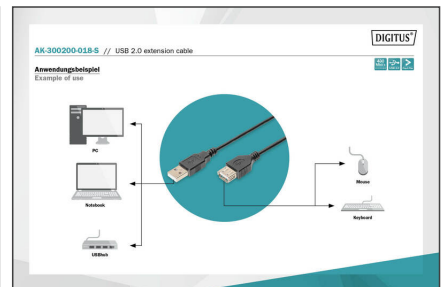 DIGITUS®
AK-300200-018-S // USB 2.0 extension cable
Anwendungsbeispiel
Example of use
PC
Notebook
USBhub
Mouse
Keyboard